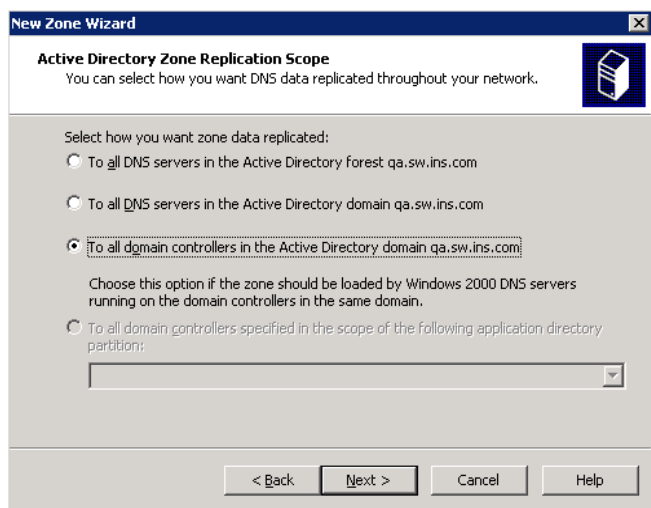 New Zone Wizard
Active Directory Zone Replication Scope
You can select how you want DNS data replicated throughout your network.
Select how you want zone data replicated:
To all DNS servers in the Active Directory forest qa.sw.ins.com
To all DNS servers in the Active Directory domain qa.sw.ins.com
To all domain controllers in the Active Directory domain qa.sw.ins.com
Choose this option if the zone should be loaded by Windows 2000 DNS servers
running on the domain controllers in the same domain.
To all domain controllers specified in the scope of the following application directory
partition:
< Back Next > Cancel Help